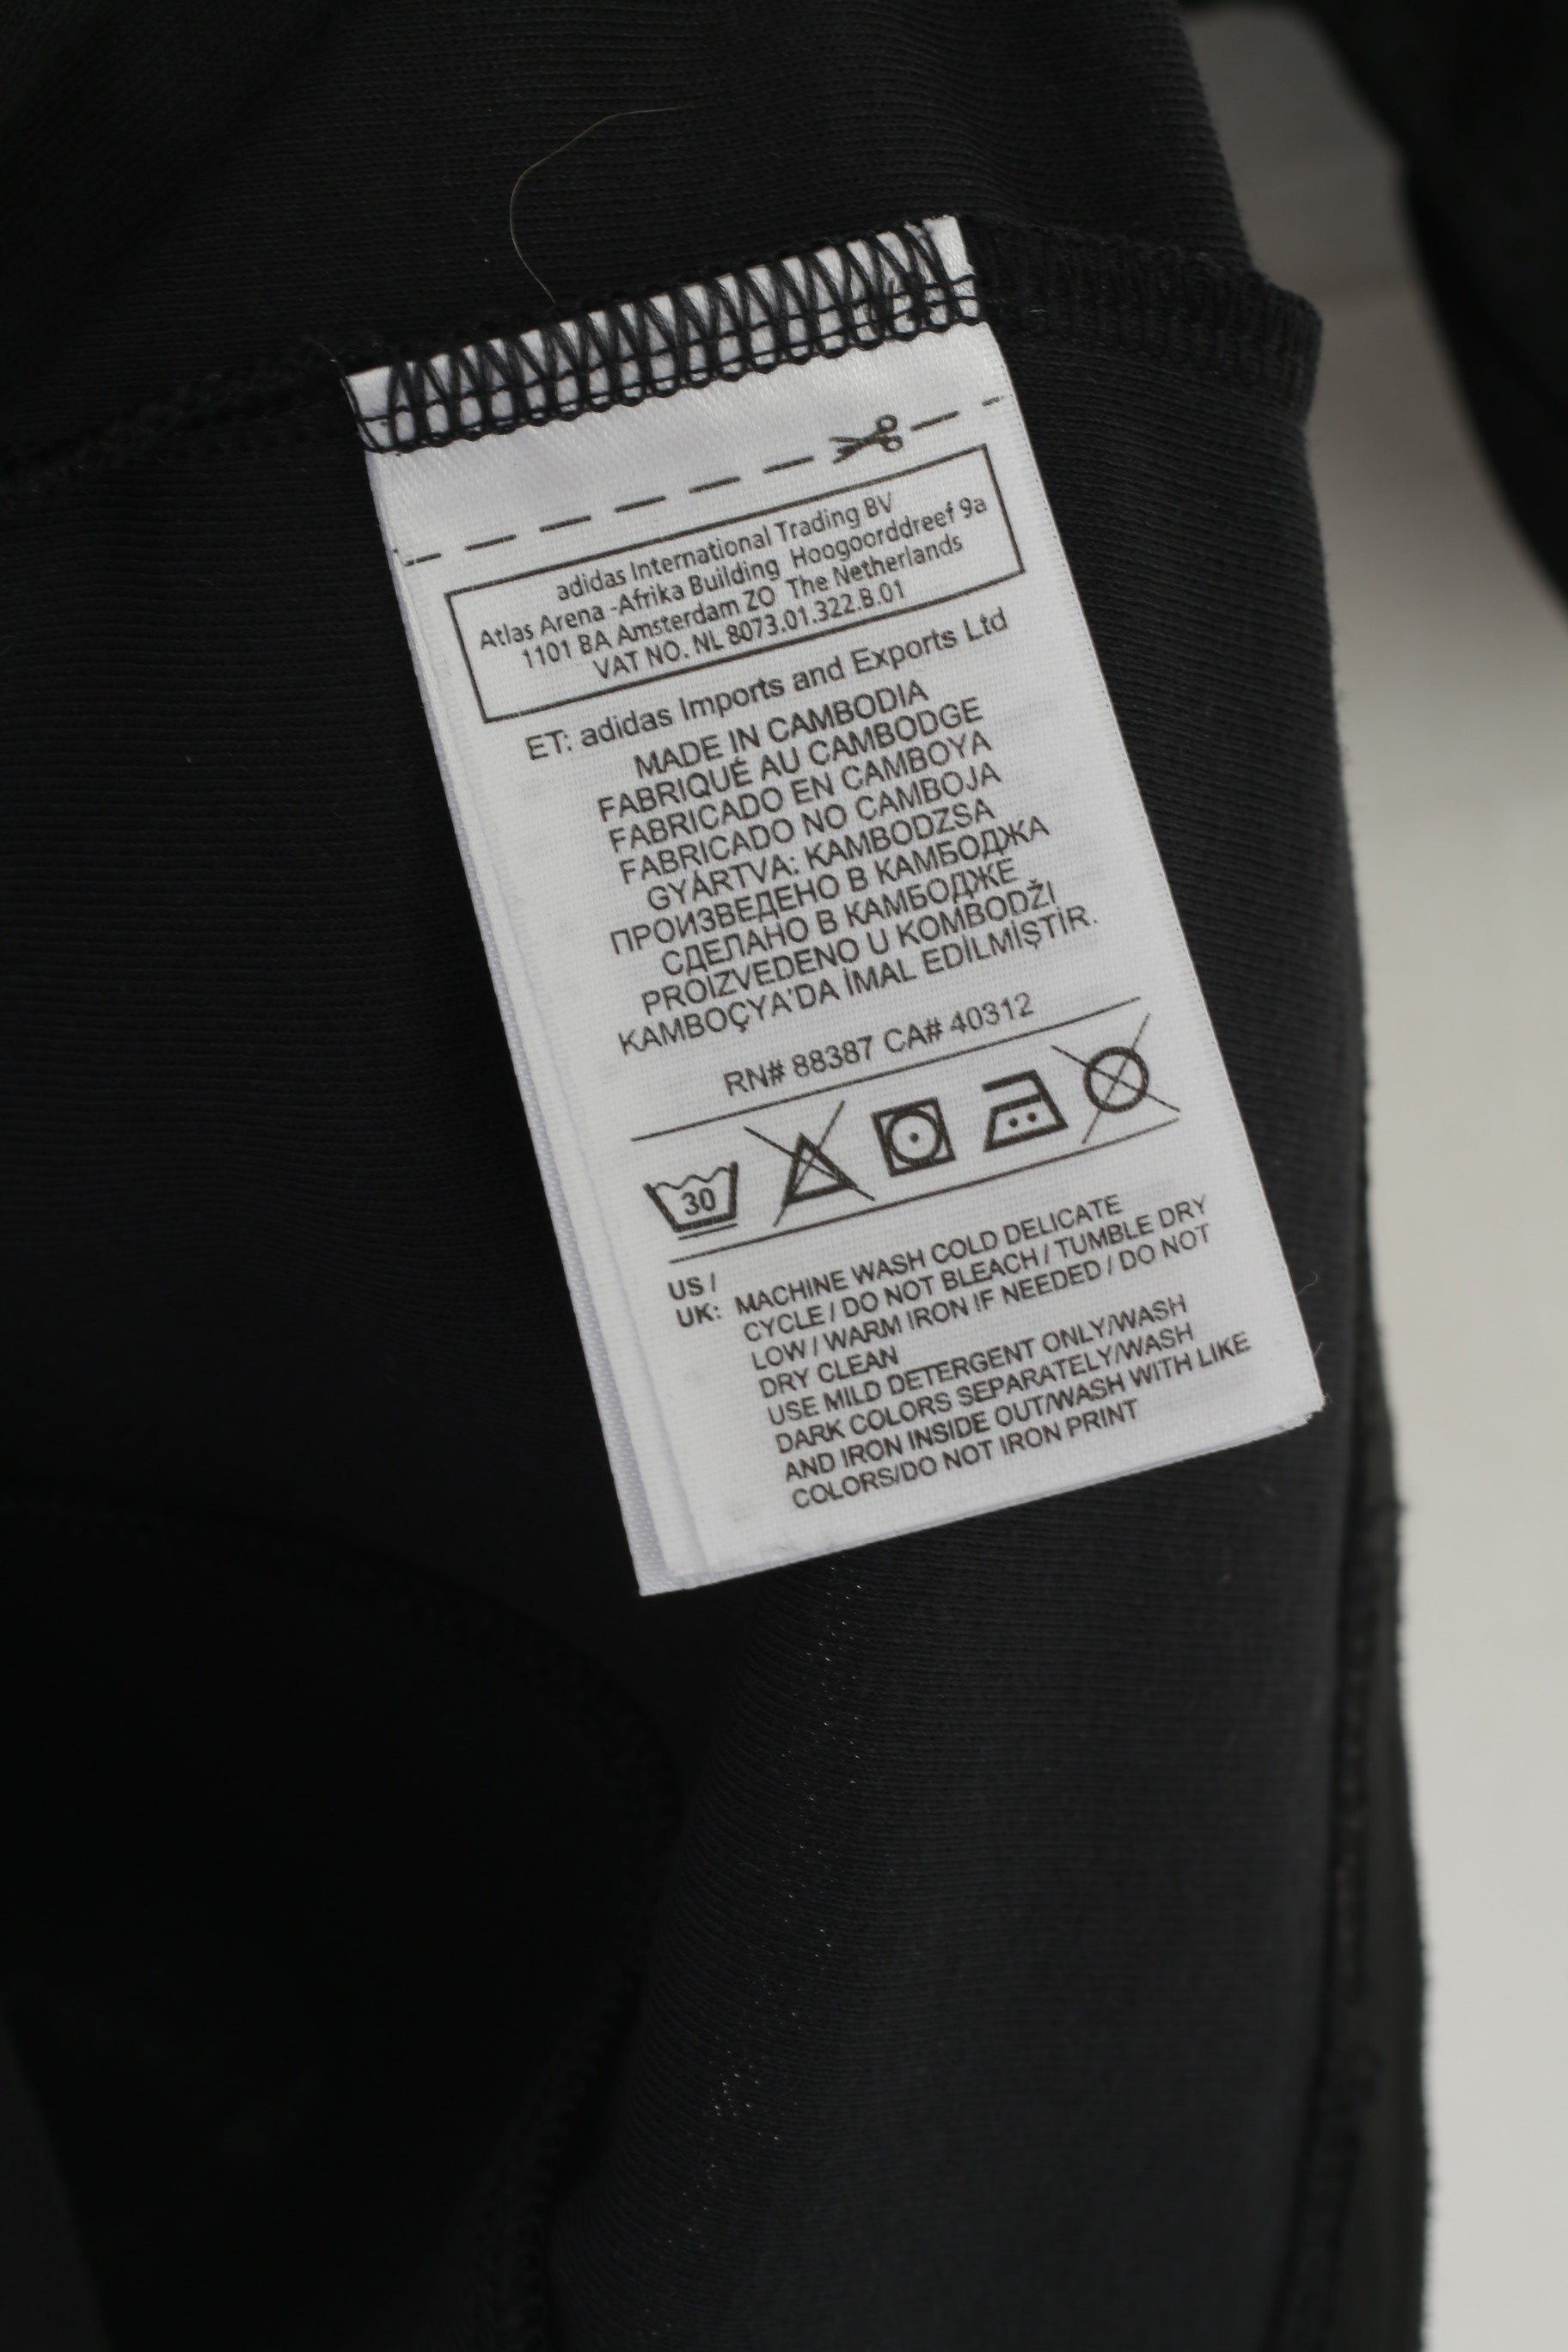 adidas International Trading BV
Atlas Arena -Afrika Building Hoogoorddreef 9a
1101 BA Amsterdam ZO The Netherlands
VAT NO. NL 8073.01.322.B.01
ET: adidas Imports and Exports Ltd
MADE IN CAMBODIA
FABRIQUÉ AU CAMBODGE
FABRICADO EN CAMBOYA
FABRICADO NO CAMBOJA
GYÁRTVA: KAMBODZSA
ПРОИЗВЕДЕНО В КАМБОДЖА
СДЕЛАНО В КАМБОДЖЕ
PROIZVEDENO U KOMBODŽI
KAMBOÇYA'DA İMAL EDİLMİŞTİR.
RN# 88387 CA# 40312
30
US / UK: MACHINE WASH COLD DELICATE
CYCLE / DO NOT BLEACH / TUMBLE DRY
LOW / WARM IRON IF NEEDED / DO NOT
DRY CLEAN
USE MILD DETERGENT ONLY/WASH
DARK COLORS SEPARATELY/WASH
AND IRON INSIDE OUT/WASH WITH LIKE
COLORS/DO NOT IRON PRINT